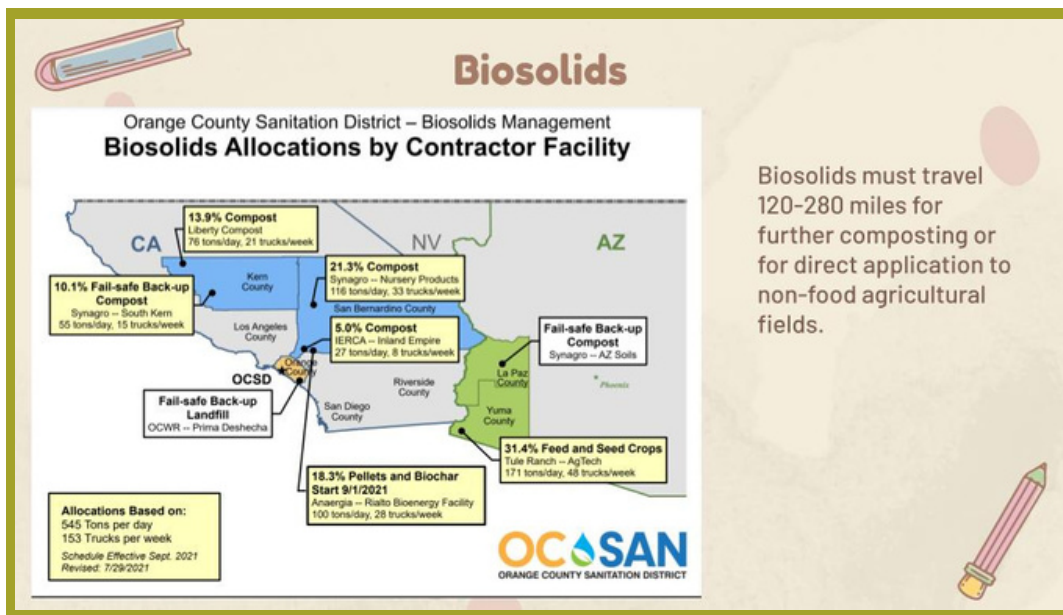 Biosolids
Orange County Sanitation District – Biosolids Management
Biosolids Allocations by Contractor Facility
13.9% Compost
Liberty Compost
76 tons/day, 21 trucks/week
CA
NV
AZ
Kern
County
21.3% Compost
Synagro -- Nursery Products
116 tons/day, 33 trucks/week
10.1% Fail-safe Back-up
Compost
Synagro -- South Kern
55 tons/day, 15 trucks/week
San Bernardino County
Los Angeles
County
5.0% Compost
IERCA -- Inland Empire
27 tons/day, 8 trucks/week
Fail-safe Back-up
Compost
Synagro -- AZ Soils
OCSD
Orange
County
Riverside
County
La Paz
County
Phoenix
Fail-safe Back-up
Landfill
OCWR -- Prima Deshecha
San Diego
County
Yuma
County
31.4% Feed and Seed Crops
Tule Ranch -- AgTech
171 tons/day, 48 trucks/week
18.3% Pellets and Biochar
Start 9/1/2021
Anaergia -- Rialto Bioenergy Facility
100 tons/day, 28 trucks/week
Allocations Based on:
545 Tons per day
153 Trucks per week
Schedule Effective Sept. 2021
Revised: 7/29/2021
OC SAN
ORANGE COUNTY SANITATION DISTRICT
Biosolids must travel
120-280 miles for
further composting or
for direct application to
non-food agricultural
fields.